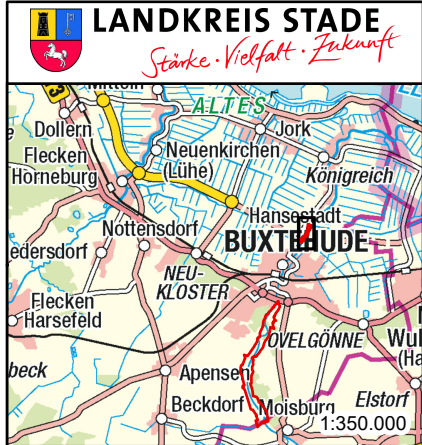 LANDKREIS STADE
Stärke · Vielfalt · Zukunft
ALTES
Dollern
Jork
Flecken
Horneburg
Neuenkirchen
(Lühe)
Königreich
Hansestadt
BUXTEHUDE
Nottensdorf
edersdorf
NEU-
KLOSTER
Flecken
Harsefeld
OVELGÖNNE
Wul
(Ha
beck
Apensen
Beckdorf
Moisburg
Elstorf
1:350.000